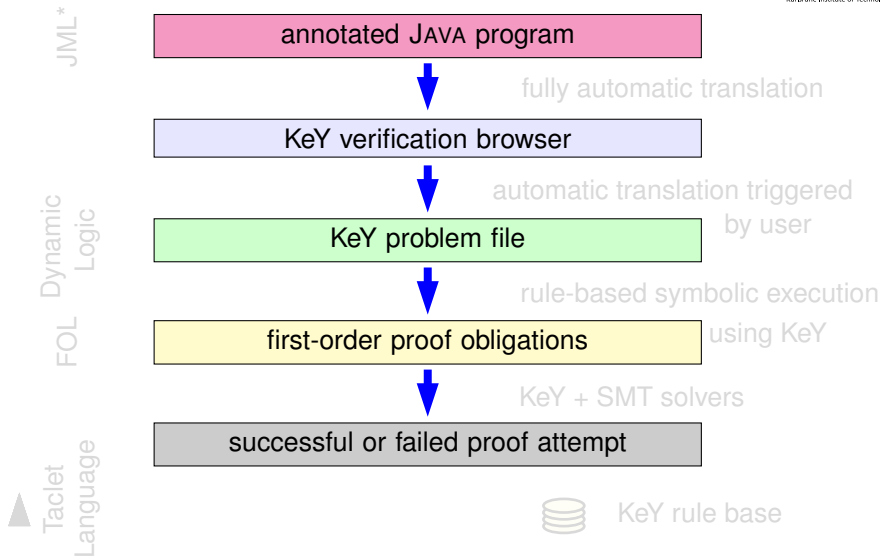 JML*
annotated JAVA program
fully automatic translation
KeY verification browser
automatic translation triggered
by user
Dynamic
Logic
KeY problem file
rule-based symbolic execution
using KeY
FOL
first-order proof obligations
KeY + SMT solvers
successful or failed proof attempt
Taclet
Language
KeY rule base